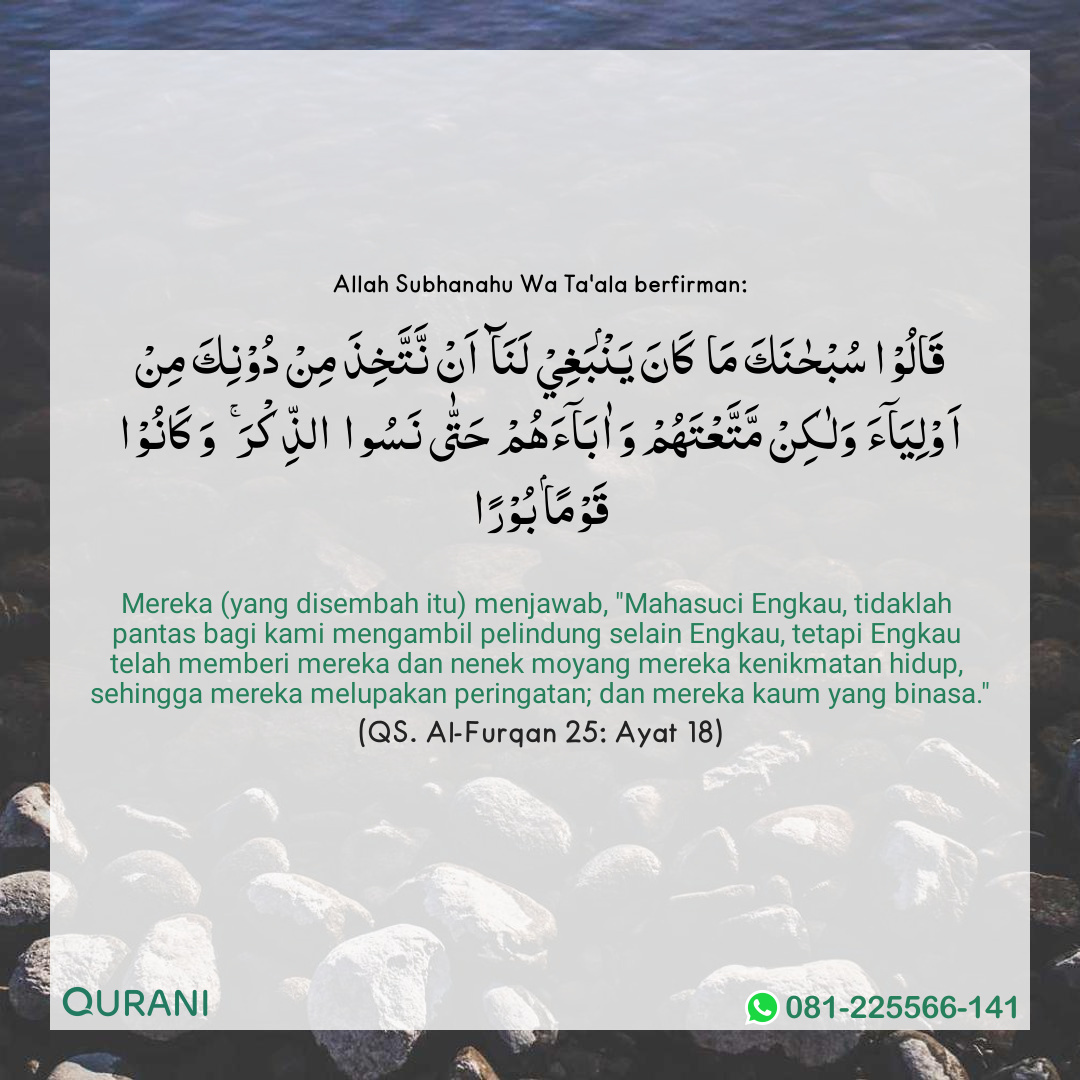 Allah Subhanahu Wa Ta'ala berfirman:
قَا لُوْا سُبْحٰنَكَ مَا كَانَ يَنْۢبَغِيْ لَنَاۤ اَنْ نَّـتَّخِذَ مِنْ دُوْنِكَ مِنْ
اَوْلِيَآءَ وَ لٰـكِنْ مَّتَّعْتَهُمْ وَاٰ بَآءَهُمْ حَتّٰى نَسُوا الذِّكْرَ ۚ وَكَا نُوْا
قَوْمًاۢ بُوْرًا
Mereka (yang disembah itu) menjawab, "Mahasuci Engkau, tidaklah
pantas bagi kami mengambil pelindung selain Engkau, tetapi Engkau
telah memberi mereka dan nenek moyang mereka kenikmatan hidup,
sehingga mereka melupakan peringatan; dan mereka kaum yang binasa."
(QS. Al-Furqan 25: Ayat 18)
QURANI
081-225566-141